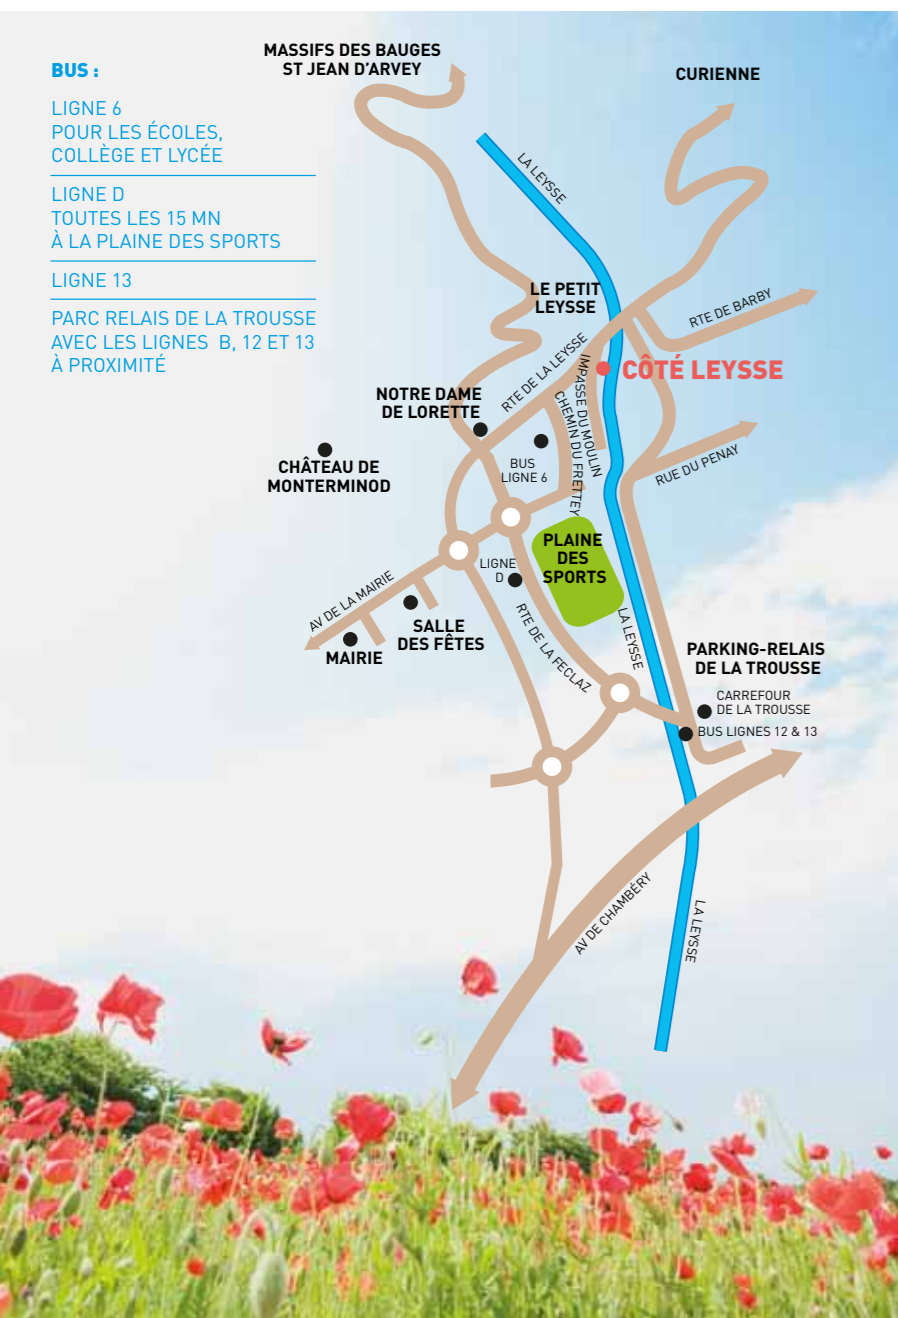 BUS :
LIGNE 6
POUR LES ÉCOLES,
COLLÈGE ET LYCÉE
LIGNE D
TOUTES LES 15 MN
À LA PLAINE DES SPORTS
LIGNE 13
PARC RELAIS DE LA TROUSSE
AVEC LES LIGNES B, 12 ET 13
À PROXIMITÉ
MASSIFS DES BAUGES
ST JEAN D'ARVEY
CURIENNE
LA LEYSSE
LE PETIT
LEYSSE
RTE DE BARBY
RTE DE LA LEYSSE
CÔTÉ LEYSSE
IMPASSE DU MOULIN
CHEMIN DU FRETTEY
NOTRE DAME
DE LORETTE
BUS
LIGNE 6
RUE DU PENAY
CHÂTEAU DE
MONTERMINOD
PLAINE
DES
SPORTS
LIGNE
D
AV DE LA MAIRIE
SALLE
DES FÊTES
MAIRIE
RTE DE LA FECLAZ
LA LEYSSE
PARKING-RELAIS
DE LA TROUSSE
CARREFOUR
DE LA TROUSSE
BUS LIGNES 12 & 13
AV DE CHAMBÉRY
LA LEYSSE